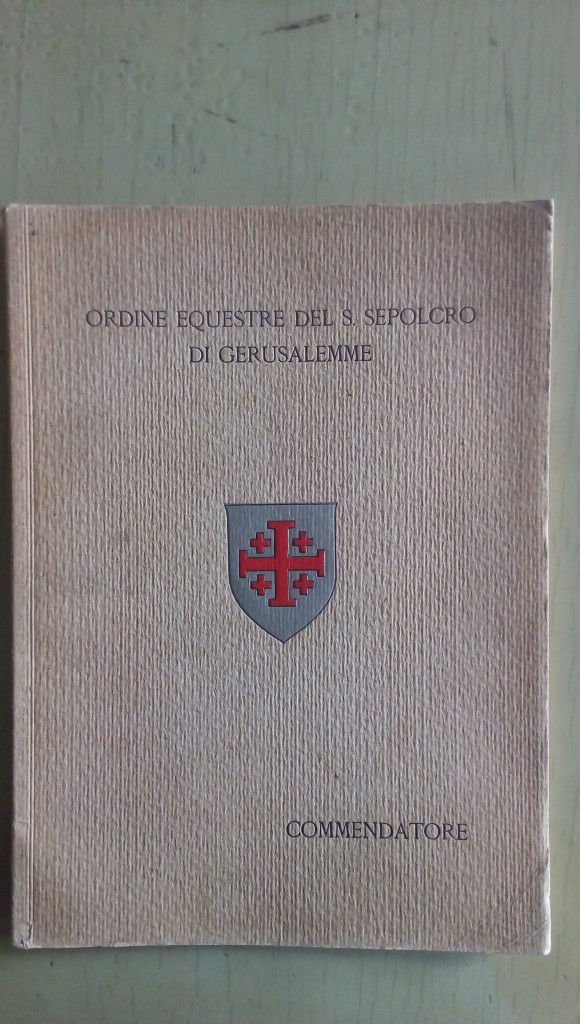 ORDINE EQUESTRE DEL S. SEPOLCRO
DI GERUSALEMME
COMMENDATORE